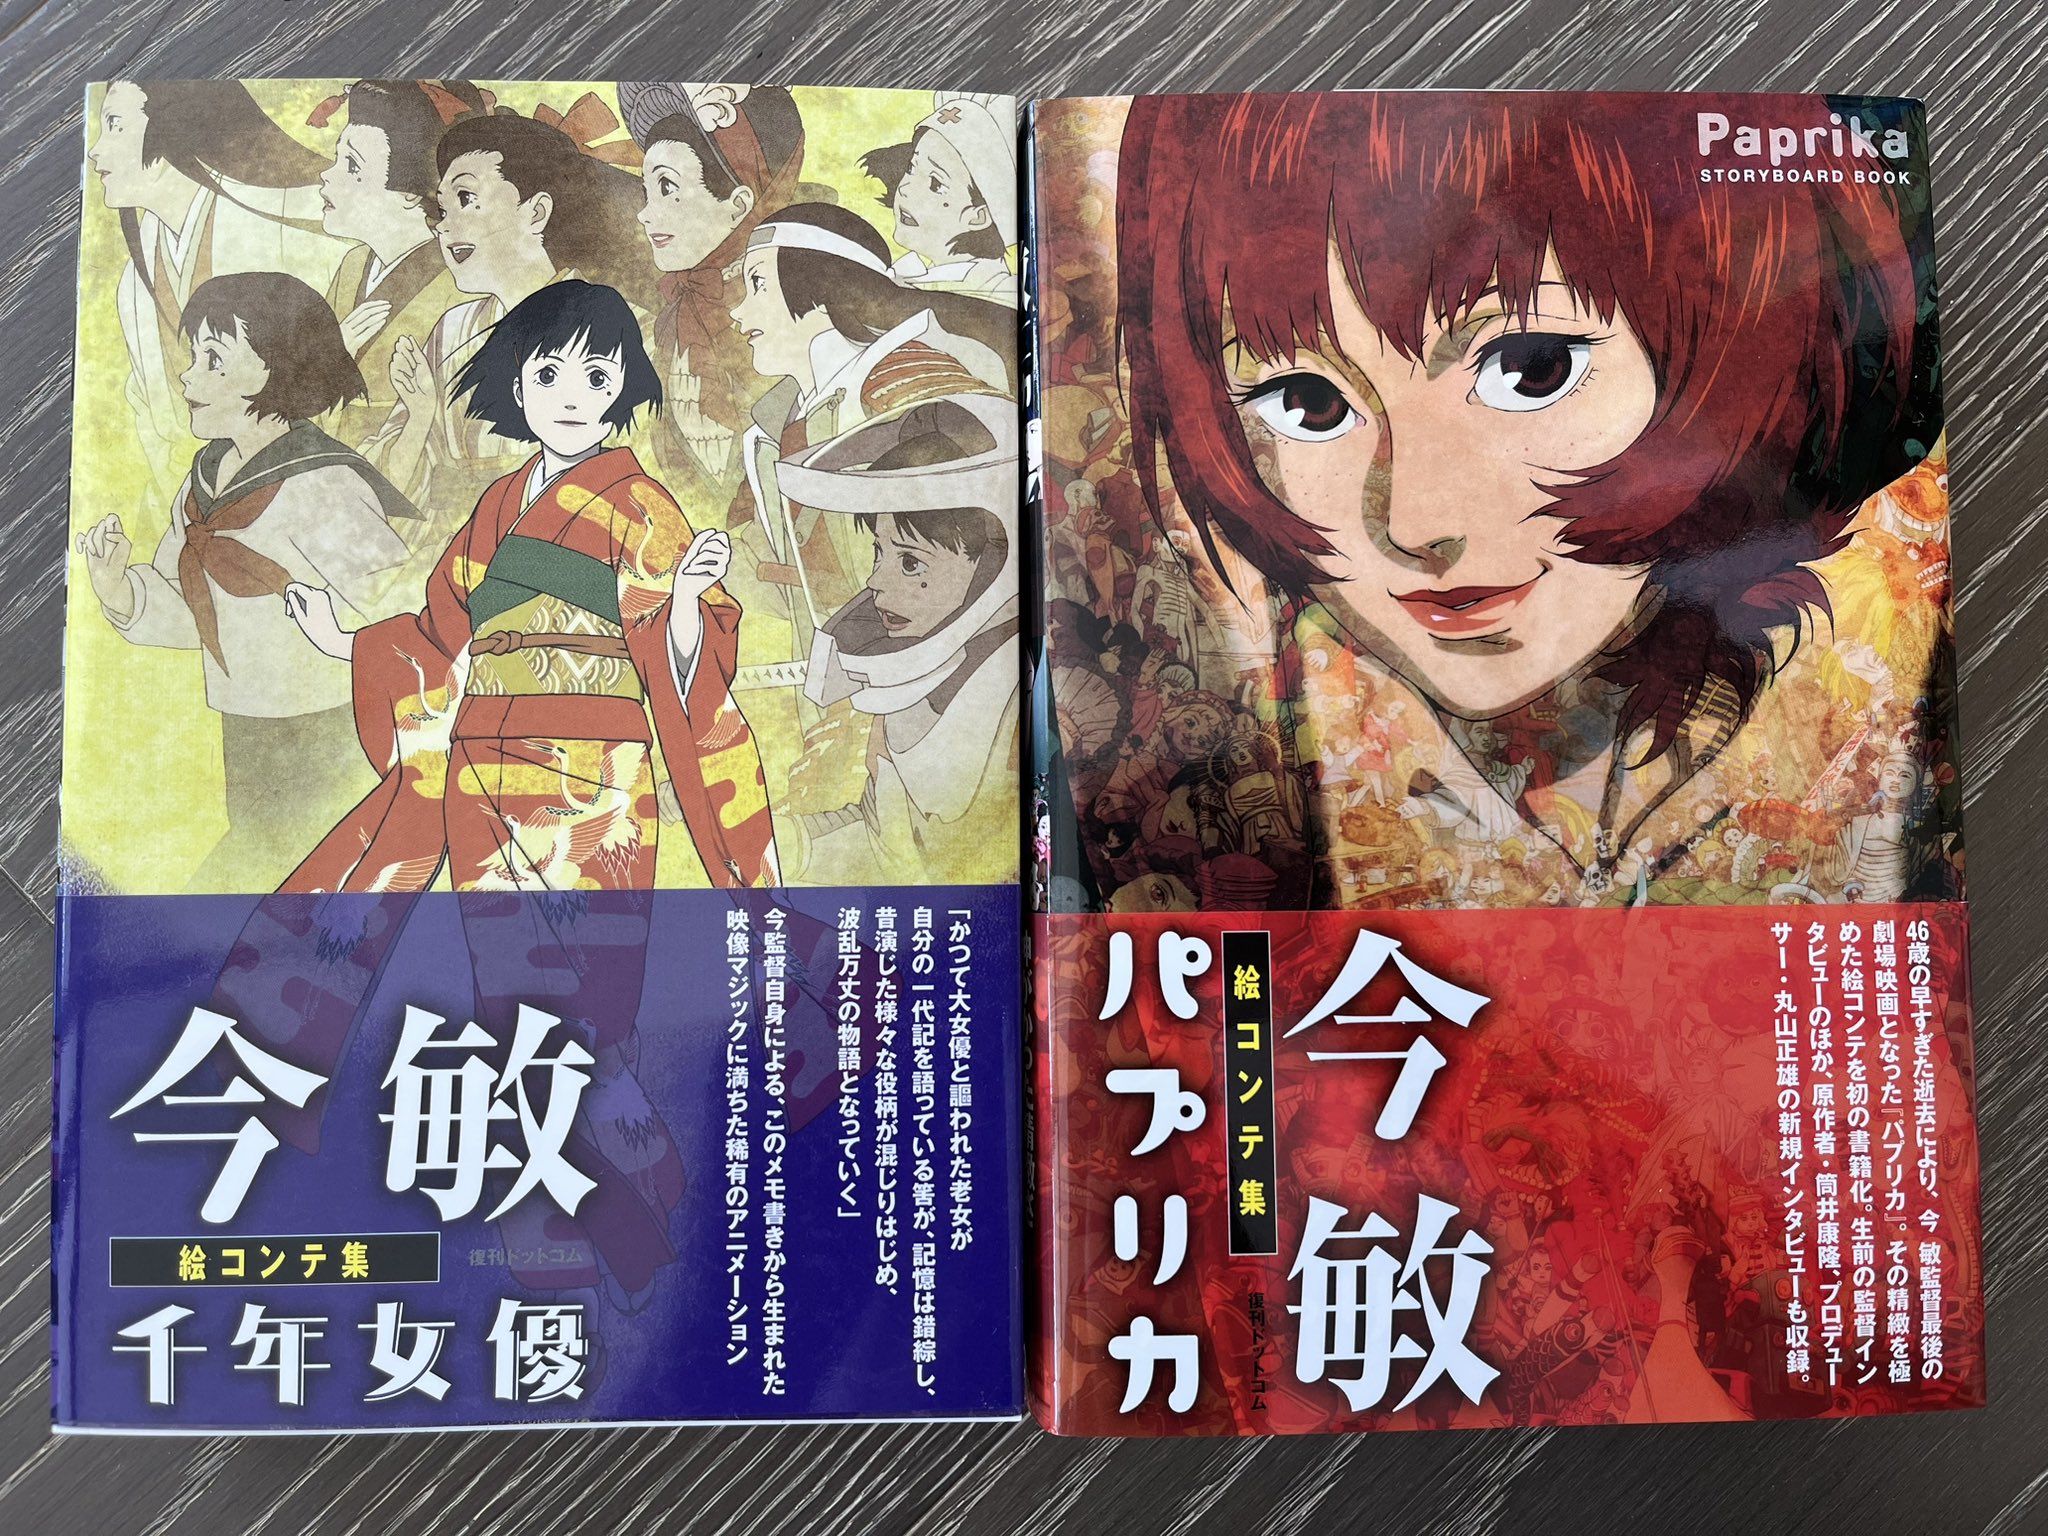 今 敏
絵コンテ集
復刊ドットコム
千年女優
「かつて大女優と謳われた老女が
自分の一代記を語っている筈が、記憶は錯綜し、
昔演じた様々な役柄が混じりはじめ、
波乱万丈の物語となっていく」
今監督自身による、このメモ書きから生まれた
映像マジックに満ちた稀有のアニメーション
Paprika
STORYBOARD BOOK
46歳の早すぎた逝去により、今 敏監督最後の
劇場映画となった『パプリカ』。その精緻を極
めた絵コンテを初の書籍化。生前の監督イン
タビューのほか、原作者・筒井康隆、プロデュー
サー・丸山正雄の新規インタビューも収録。
今 敏
絵コンテ集
復刊ドットコム
パプリカ